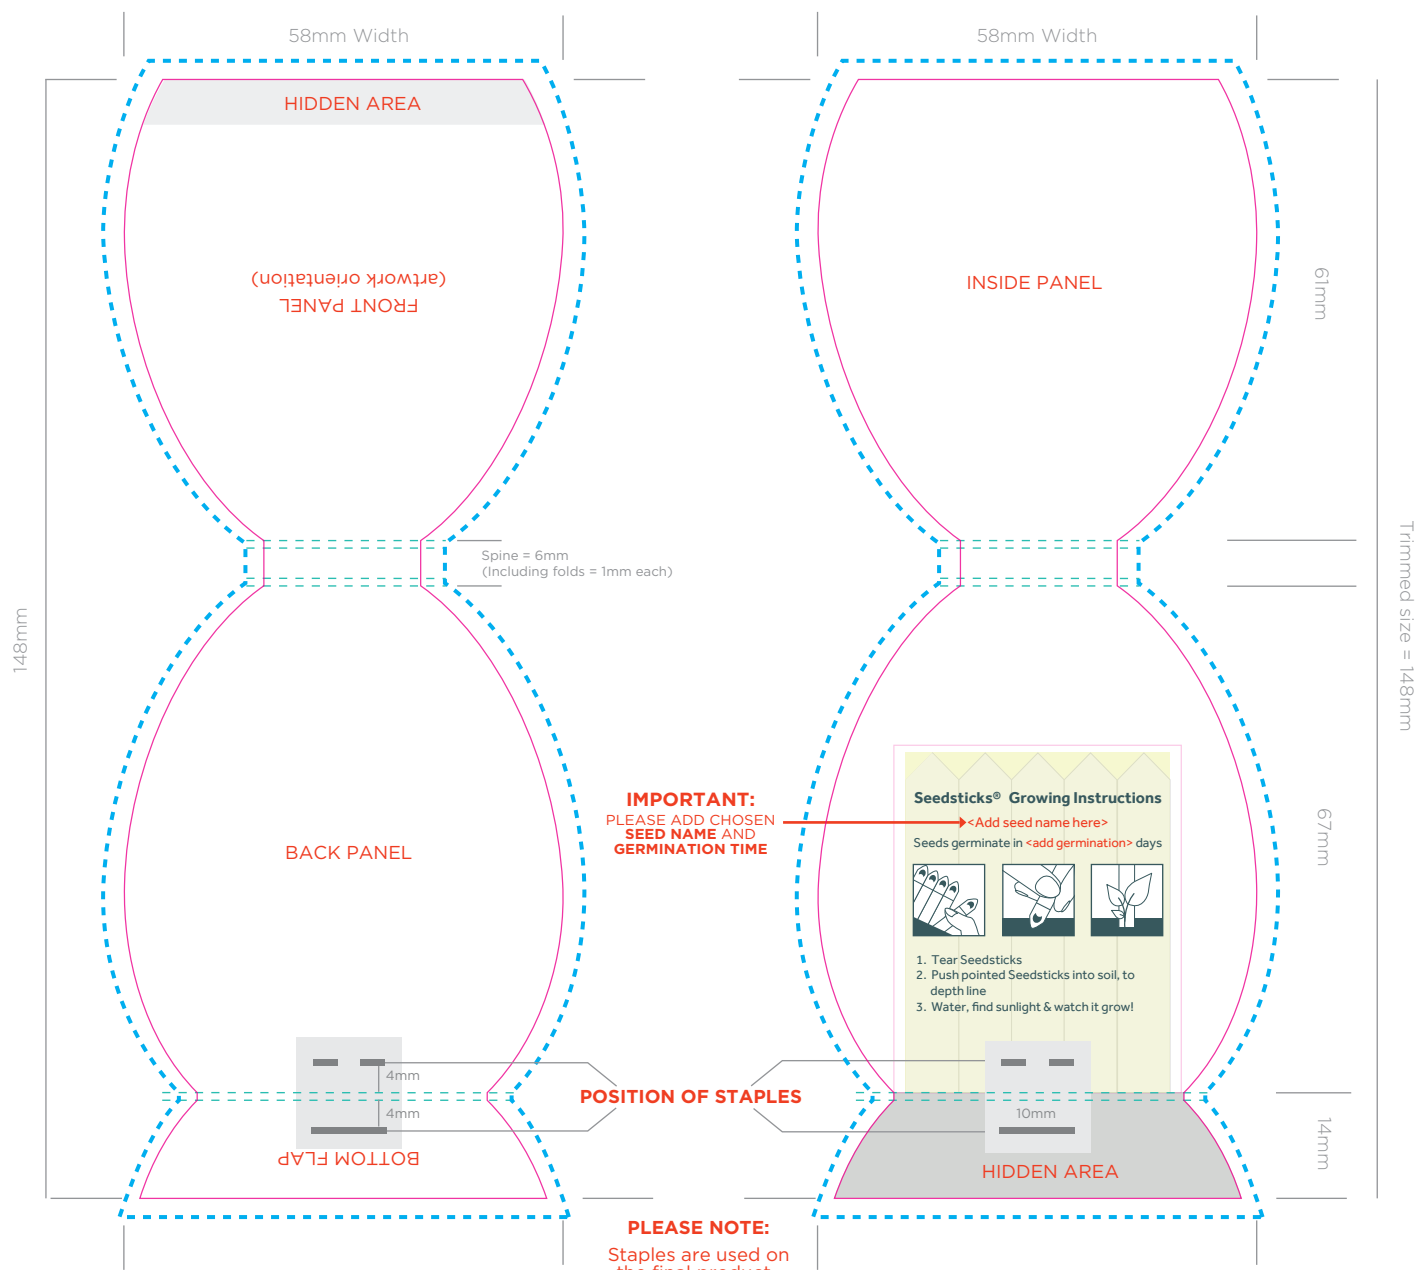 58mm Width
58mm Width
HIDDEN AREA
FRONT PANEL
(artwork orientation)
INSIDE PANEL
61mm
148mm
Trimmed size = 148mm
Spine = 6mm
(Including folds = 1mm each)
BACK PANEL
IMPORTANT:
PLEASE ADD CHOSEN
SEED NAME AND
GERMINATION TIME
Seedsticks® Growing Instructions
<Add seed name here>
Seeds germinate in <add germination> days
1. Tear Seedsticks
2. Push pointed Seedsticks into soil, to
depth line
3. Water, find sunlight & watch it grow!
67mm
4mm
4mm
POSITION OF STAPLES
10mm
14mm
BOTTOM FLAP
HIDDEN AREA
PLEASE NOTE:
Staples are used on
the final product